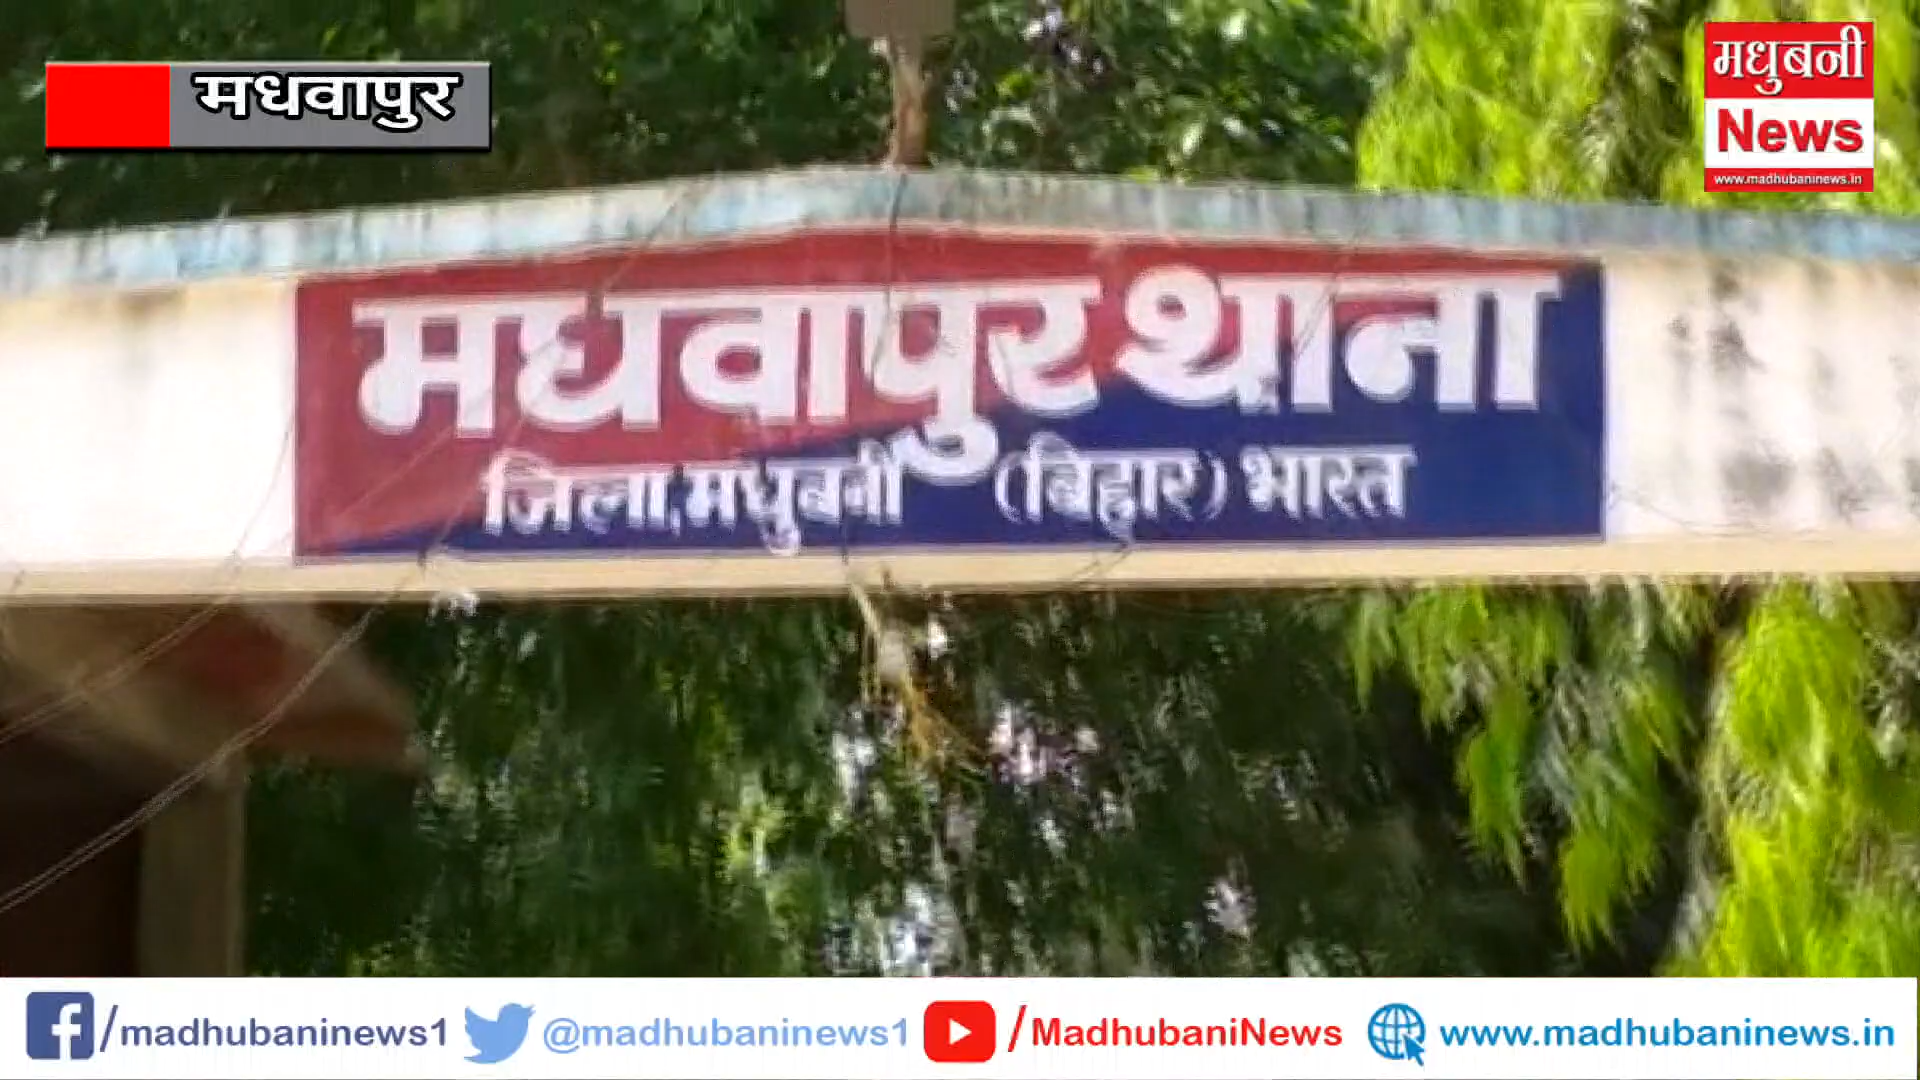 मधवापुर
मधुबनी
News
www.madhubaninews.in
मधवापुर थाना
जिला,मधुबनी (बिहार) भारत
/madhubaninews1 @madhubaninews1 /MadhubaniNews www.madhubaninews.in